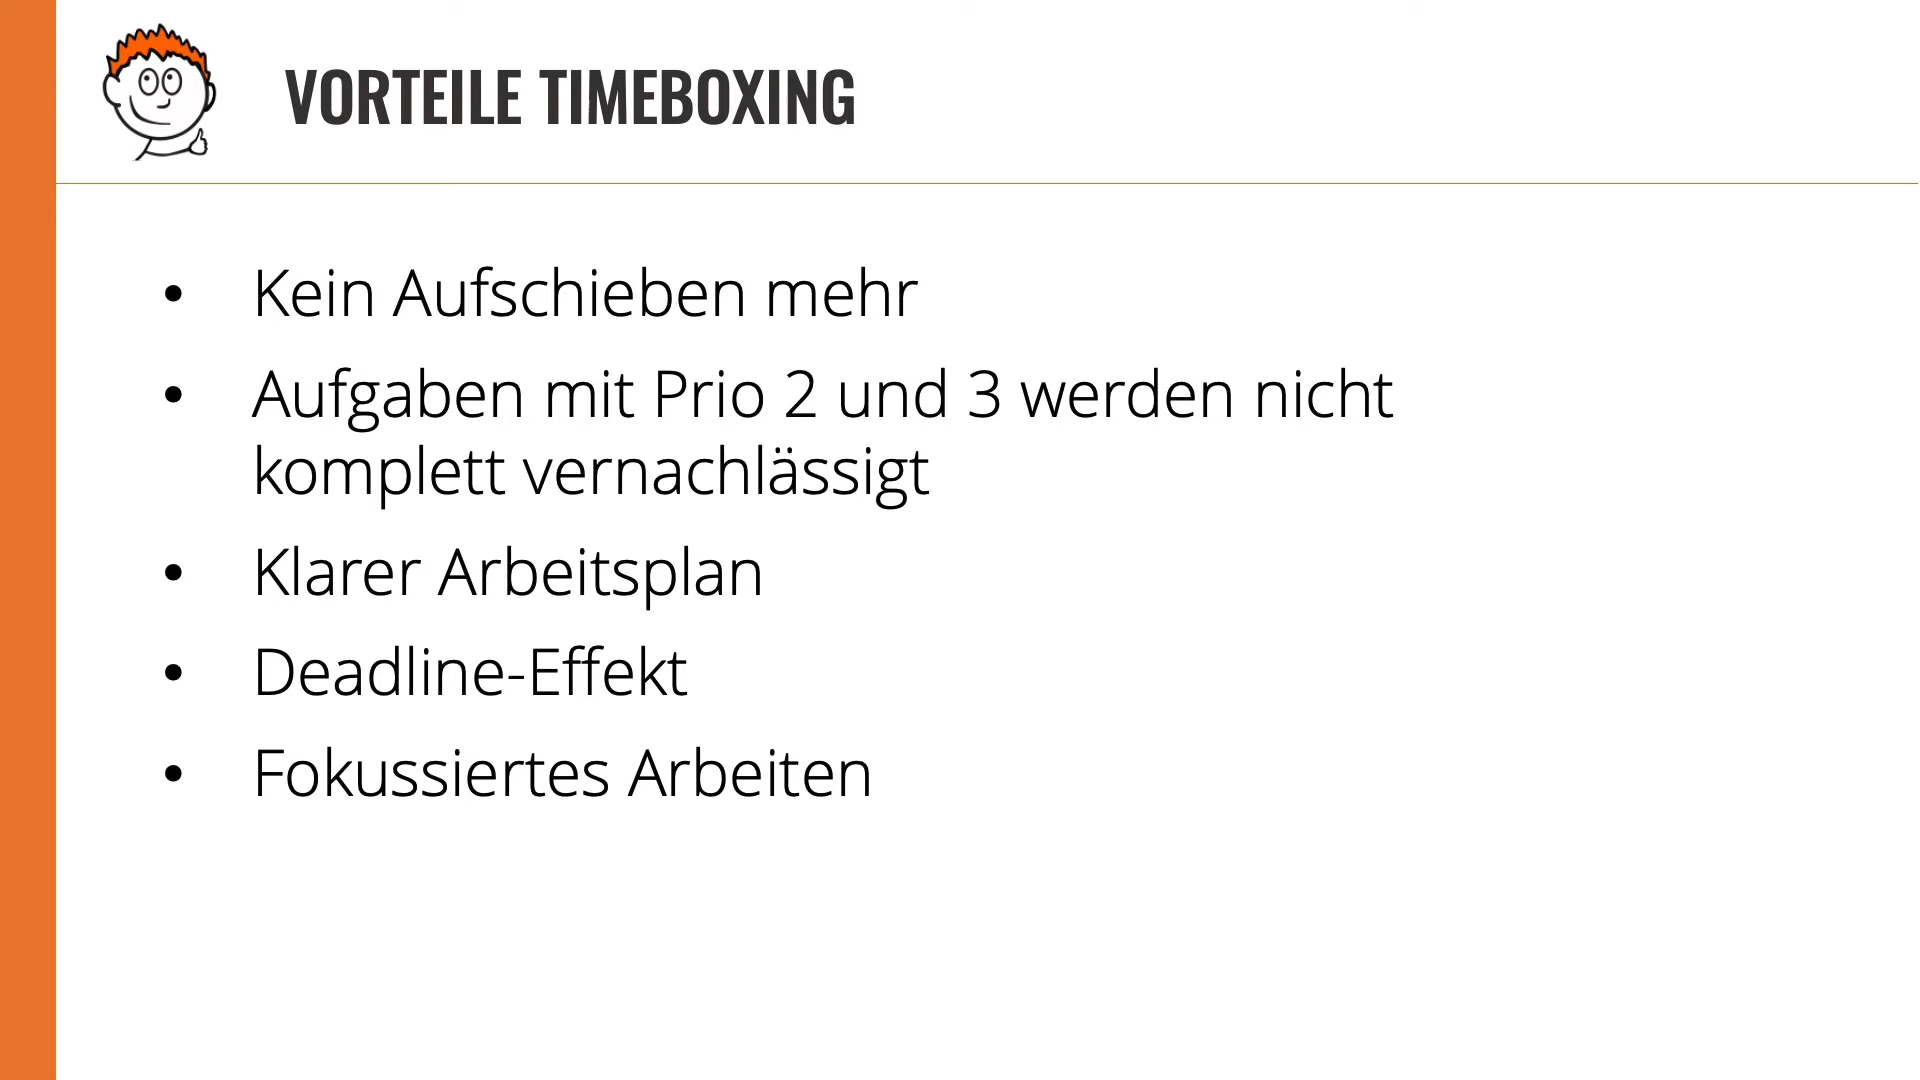 VORTEILE TIMEBOXING
• Kein Aufschieben mehr
• Aufgaben mit Prio 2 und 3 werden nicht
komplett vernachlässigt
• Klarer Arbeitsplan
• Deadline-Effekt
• Fokussiertes Arbeiten